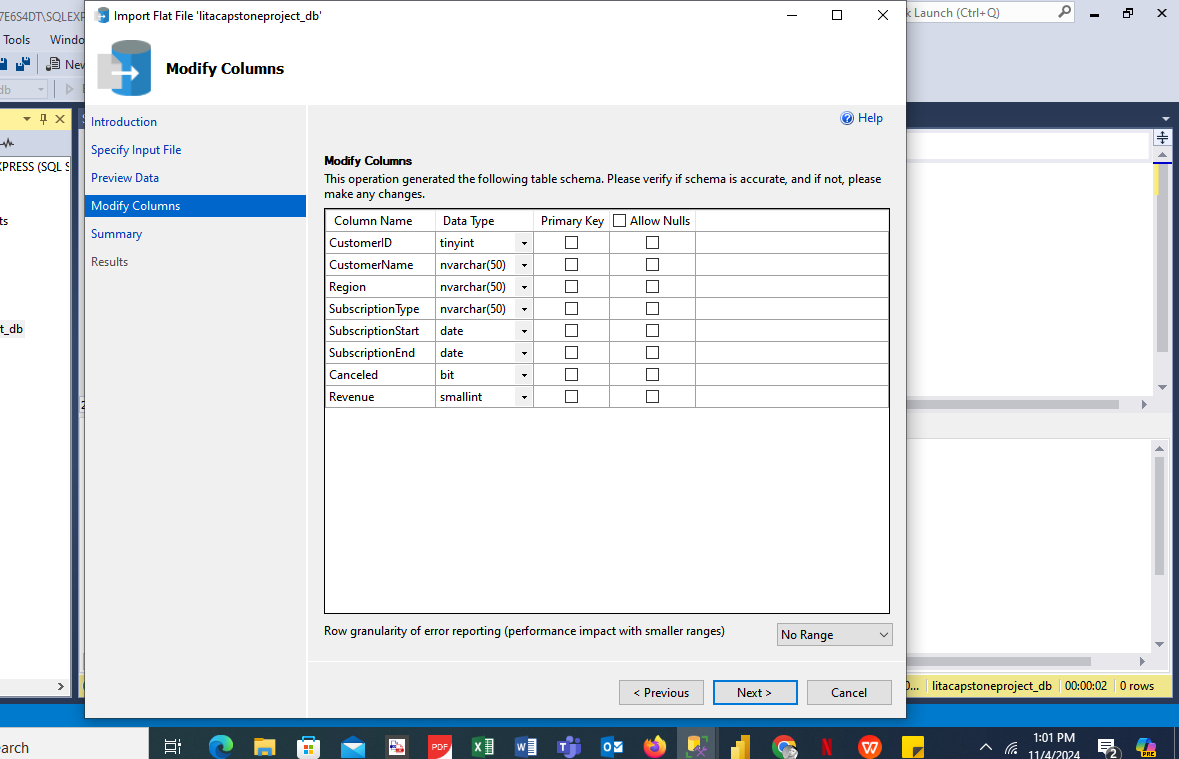 7E6S4DT\SQLEXP
Import Flat File 'litacapstoneproject_db'
k Launch (Ctrl+Q)
Tools Windo
New
db
Modify Columns
Introduction
Specify Input File
Preview Data
Modify Columns
Summary
Results
Help
XPRESS (SQL S
ts
t_db
Modify Columns
This operation generated the following table schema. Please verify if schema is accurate, and if not, please
make any changes.
Column Name Data Type Primary Key Allow Nulls
CustomerID tinyint
CustomerName nvarchar(50)
Region nvarchar(50)
SubscriptionType nvarchar(50)
SubscriptionStart date
SubscriptionEnd date
Canceled bit
Revenue smallint
Row granularity of error reporting (performance impact with smaller ranges) No Range
< Previous Next > Cancel
0... litacapstoneproject_db 00:00:02 0 rows
earch
PDF
1:01 PM
11/4/2024
2
PRE